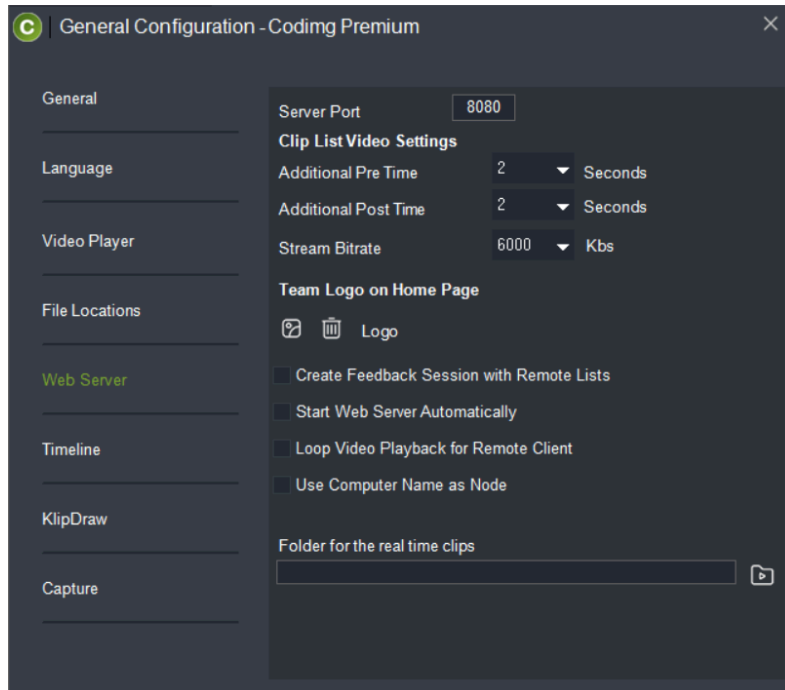 C General Configuration - Codimg Premium
General
Language
Video Player
File Locations
Web Server
Timeline
KlipDraw
Capture
Server Port 8080
Clip List Video Settings
Additional Pre Time 2 Seconds
Additional Post Time 2 Seconds
Stream Bitrate 6000 Kbs
Team Logo on Home Page
Logo
Create Feedback Session with Remote Lists
Start Web Server Automatically
Loop Video Playback for Remote Client
Use Computer Name as Node
Folder for the real time clips